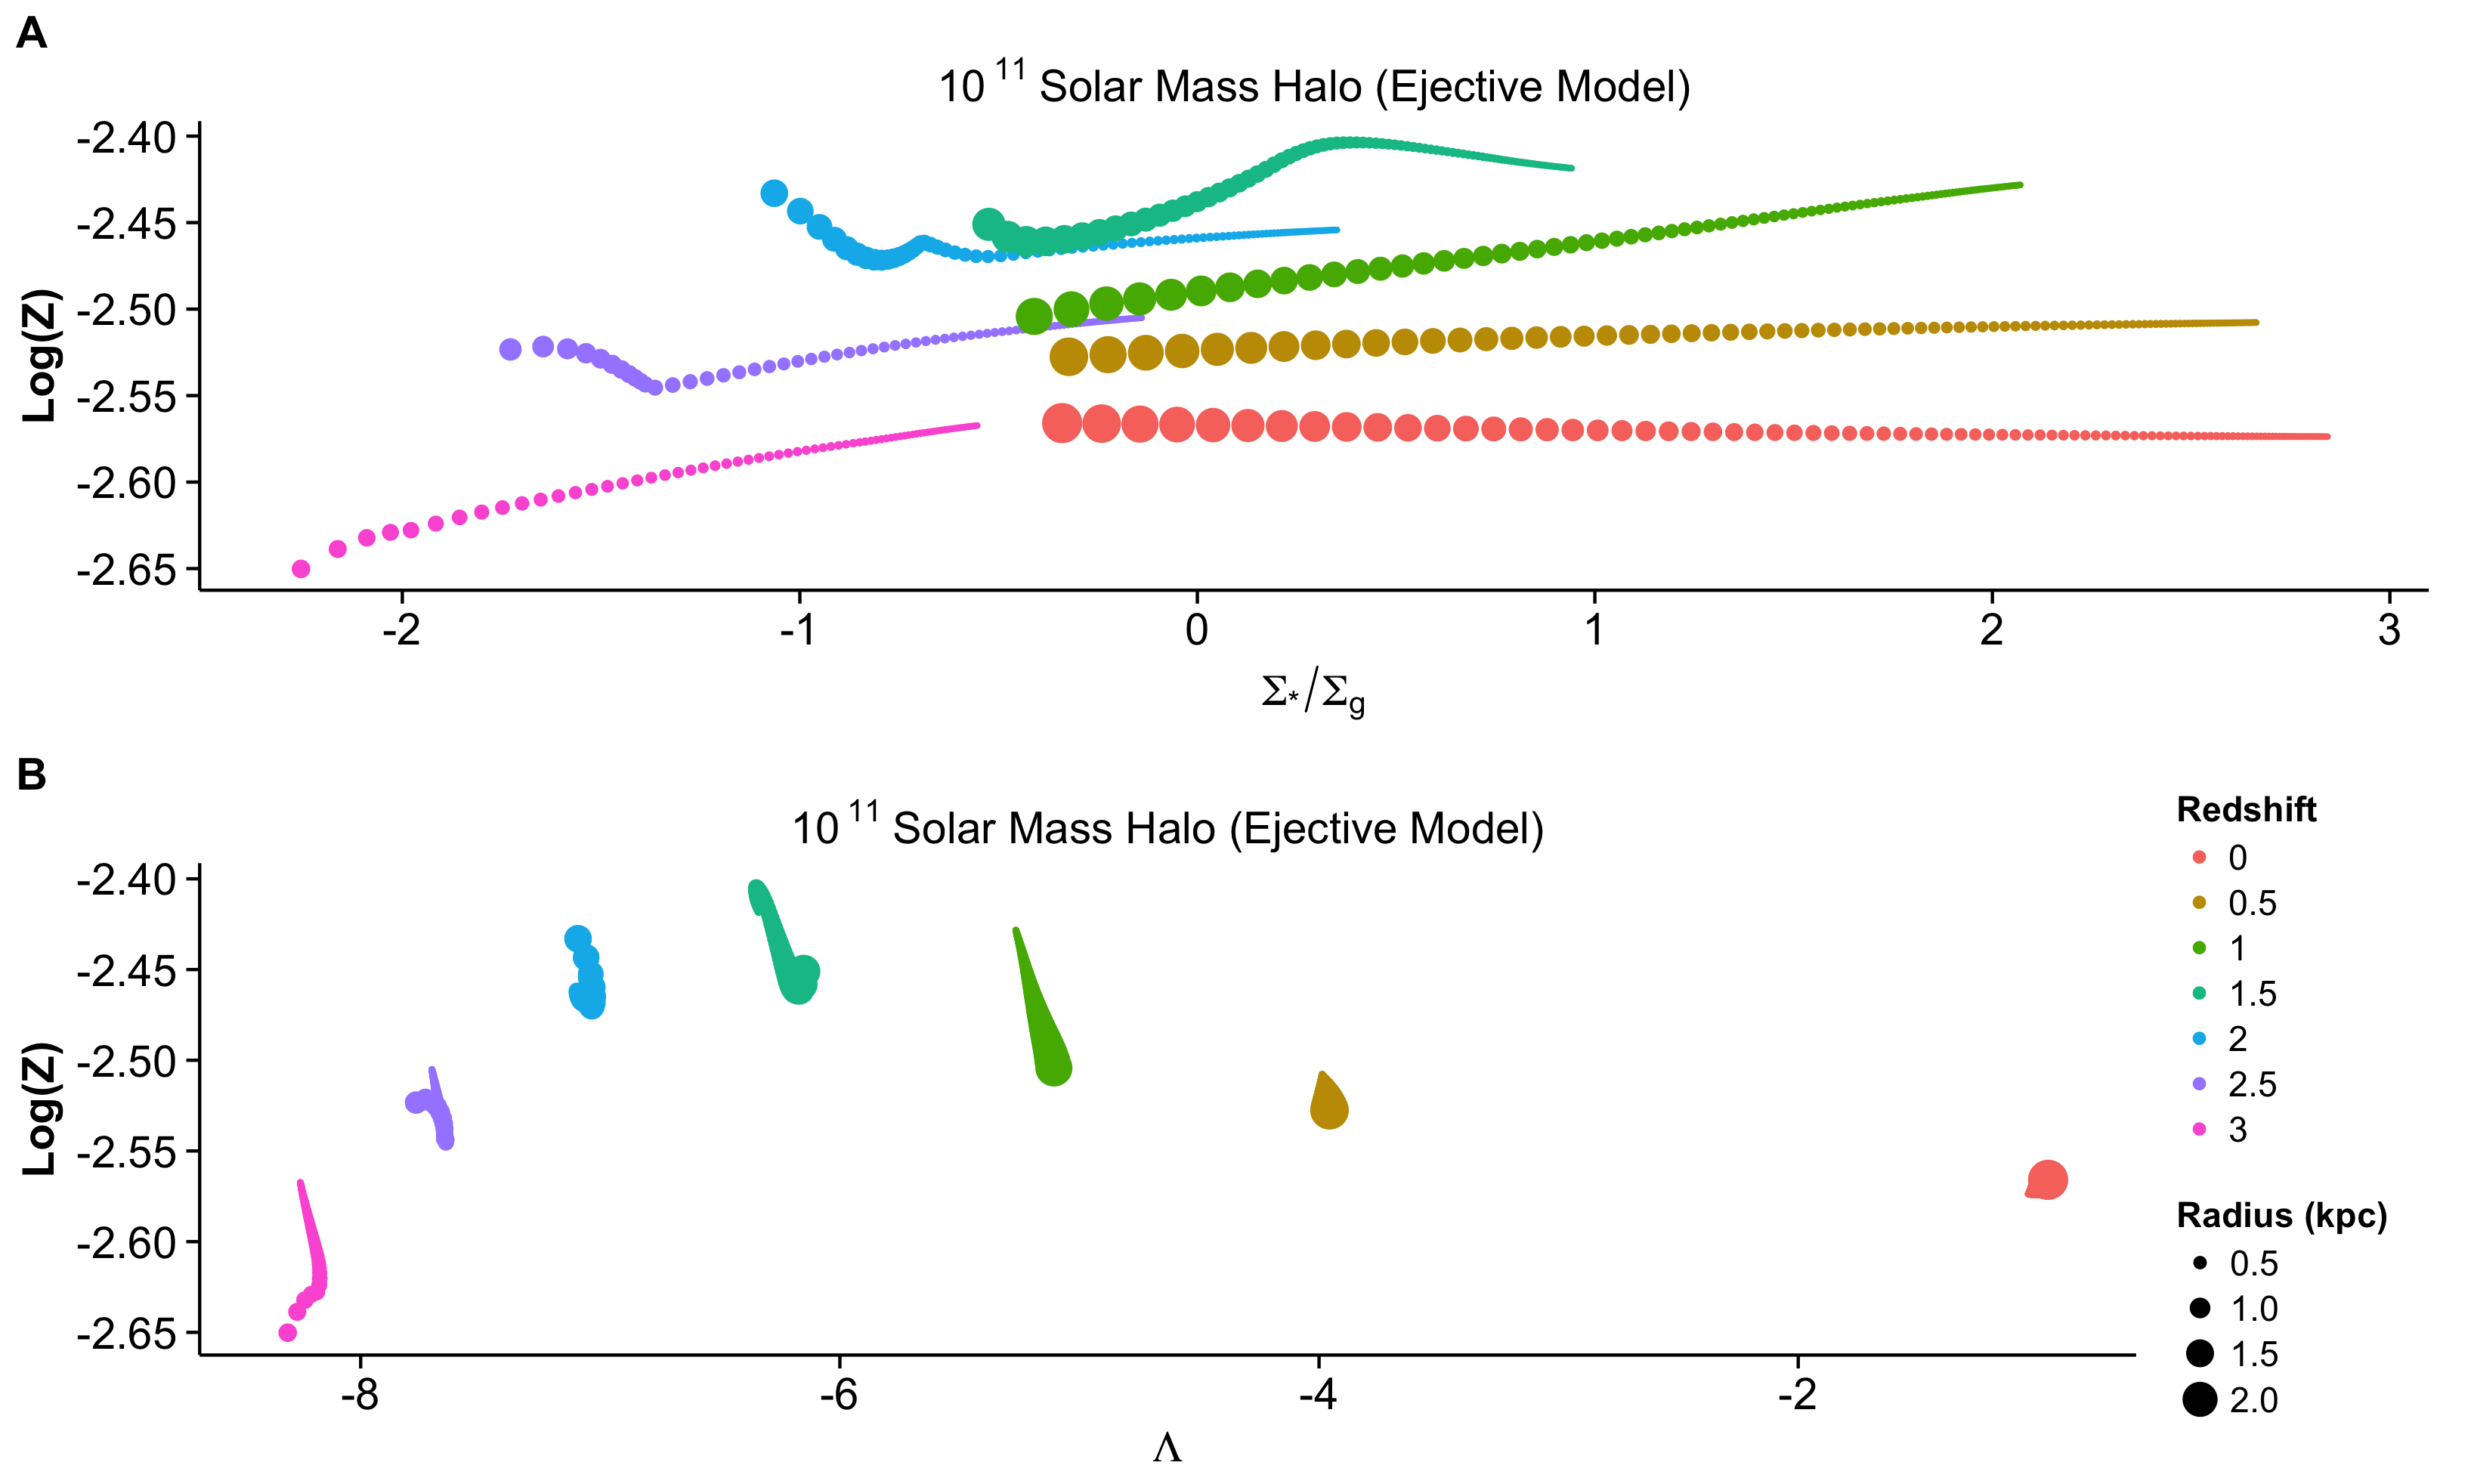 A
10 11 Solar Mass Halo (Ejective Model)
-2.40
-2.45
-2.50
-2.55
-2.60
-2.65
Log(Z)
-2 -1 0 1 2 3
Σ*/Σg
B
10 11 Solar Mass Halo (Ejective Model)
-2.40
-2.45
-2.50
-2.55
-2.60
-2.65
Log(Z)
-8 -6 -4 -2
Λ
Redshift
0
0.5
1
1.5
2
2.5
3
Radius (kpc)
0.5
1.0
1.5
2.0